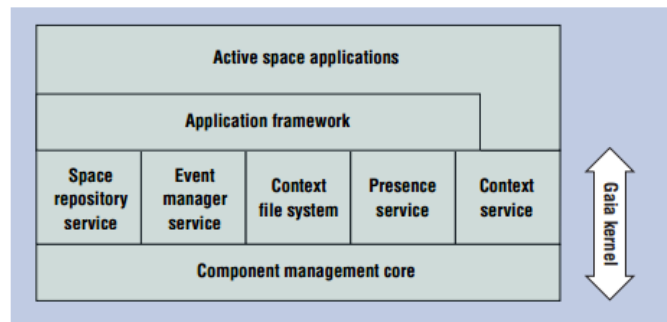 Active space applications
Application framework
Space
repository
service
Event
manager
service
Context
file system
Presence
service
Context
service
Component management core
Gaia kernel